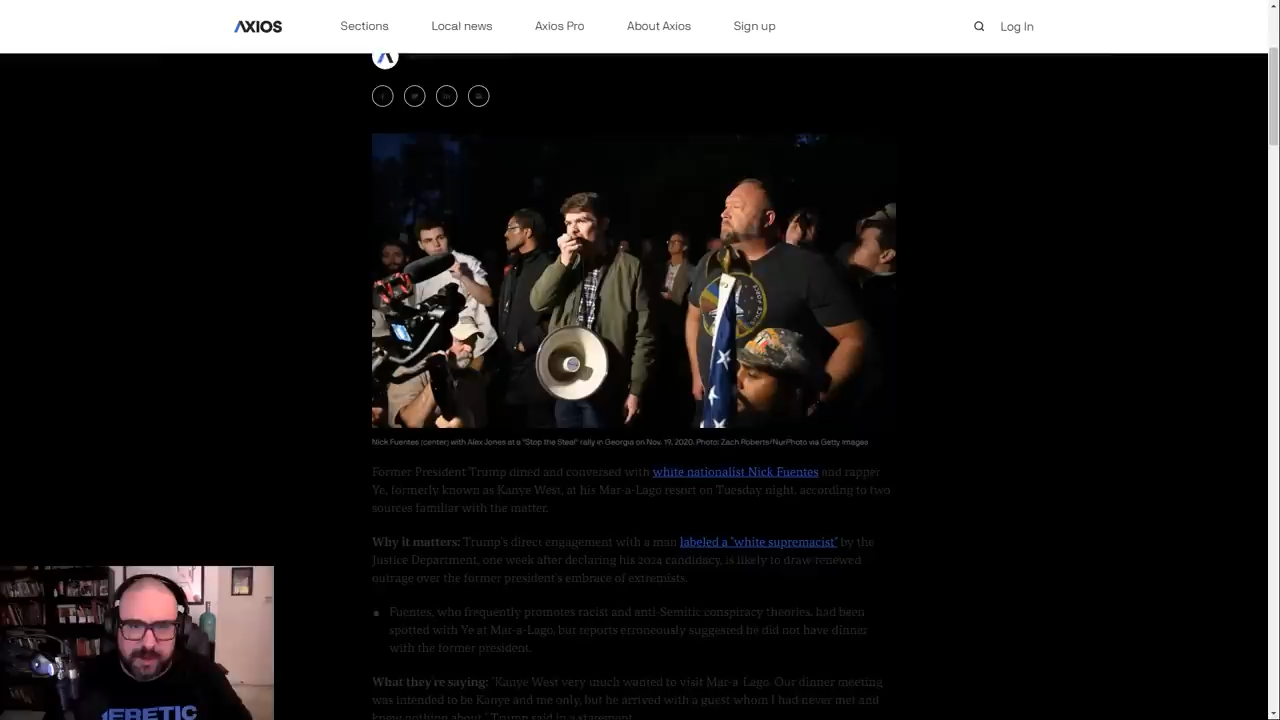 AXIOS
Sections
Local news
Axios Pro
About Axios
Sign up
Log In
Nick Fuentes (center) with Alex Jones at a "Stop the Steal" rally in Georgia on Nov. 19, 2020. Photo: Zach Roberts/NurPhoto via Getty Images
Former President Trump dined and conversed with white nationalist Nick Fuentes and rapper
Ye, formerly known as Kanye West, at his Mar-a-Lago resort on Tuesday night, according to two
sources familiar with the matter.
Why it matters: Trump's direct engagement with a man labeled a "white supremacist" by the
Justice Department, one week after declaring his 2024 candidacy, is likely to draw renewed
outrage over the former president's embrace of extremists.
Fuentes, who frequently promotes racist and anti-Semitic conspiracy theories, had been
spotted with Ye at Mar-a-Lago, but reports erroneously suggested he did not have dinner
with the former president.
What they're saying: "Kanye West very much wanted to visit Mar-a-Lago. Our dinner meeting
was intended to be Kanye and me only, but he arrived with a guest whom I had never met and
knew nothing about," Trump said in a statement.
ERETIC